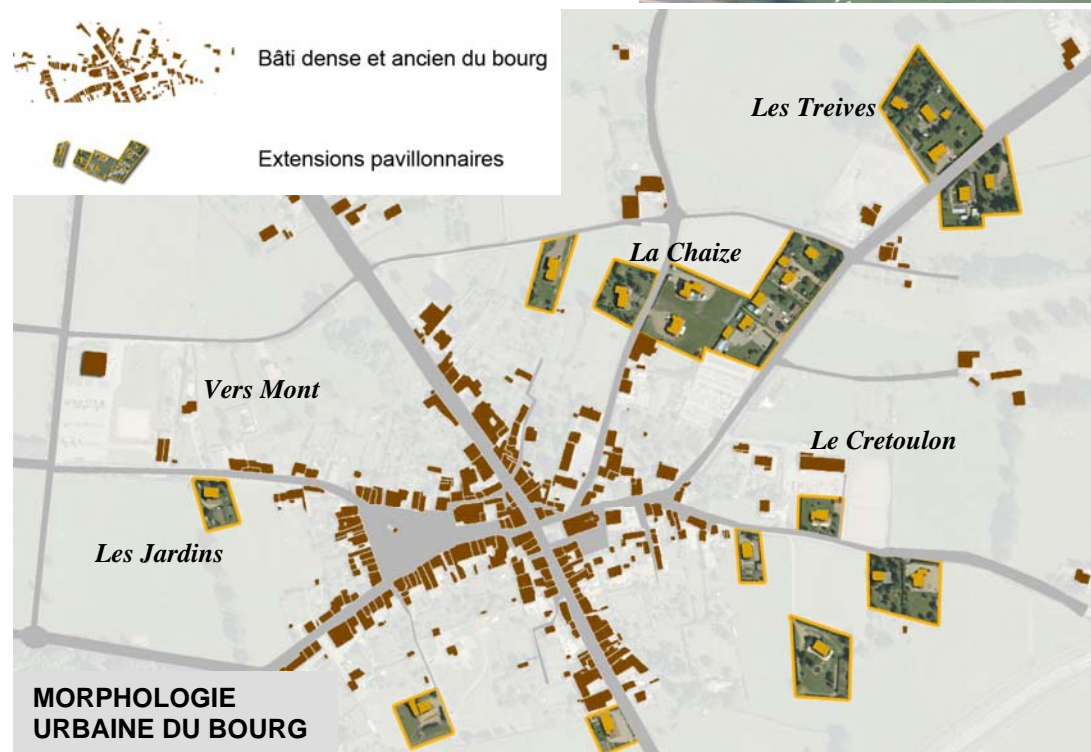 Bâti dense et ancien du bourg
Extensions pavillonnaires
Les Treives
La Chaize
Vers Mont
Le Cretoulon
Les Jardins
MORPHOLOGIE
URBAINE DU BOURG